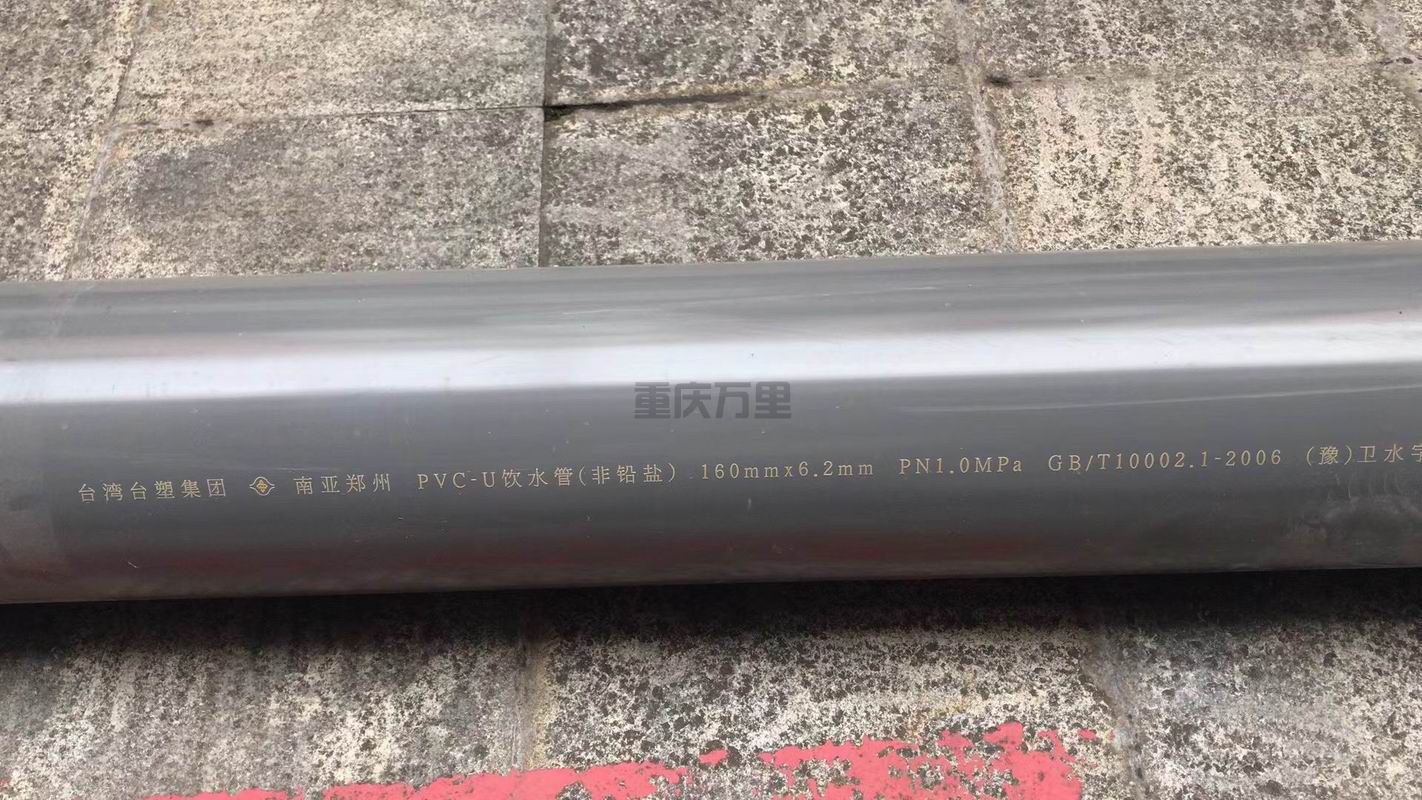 重庆万里
台湾台塑集团 南亚郑州 PVC-U饮水管(非铅盐) 160mmx6.2mm PN1.0MPa GB/T10002.1-2006 (豫)卫水字